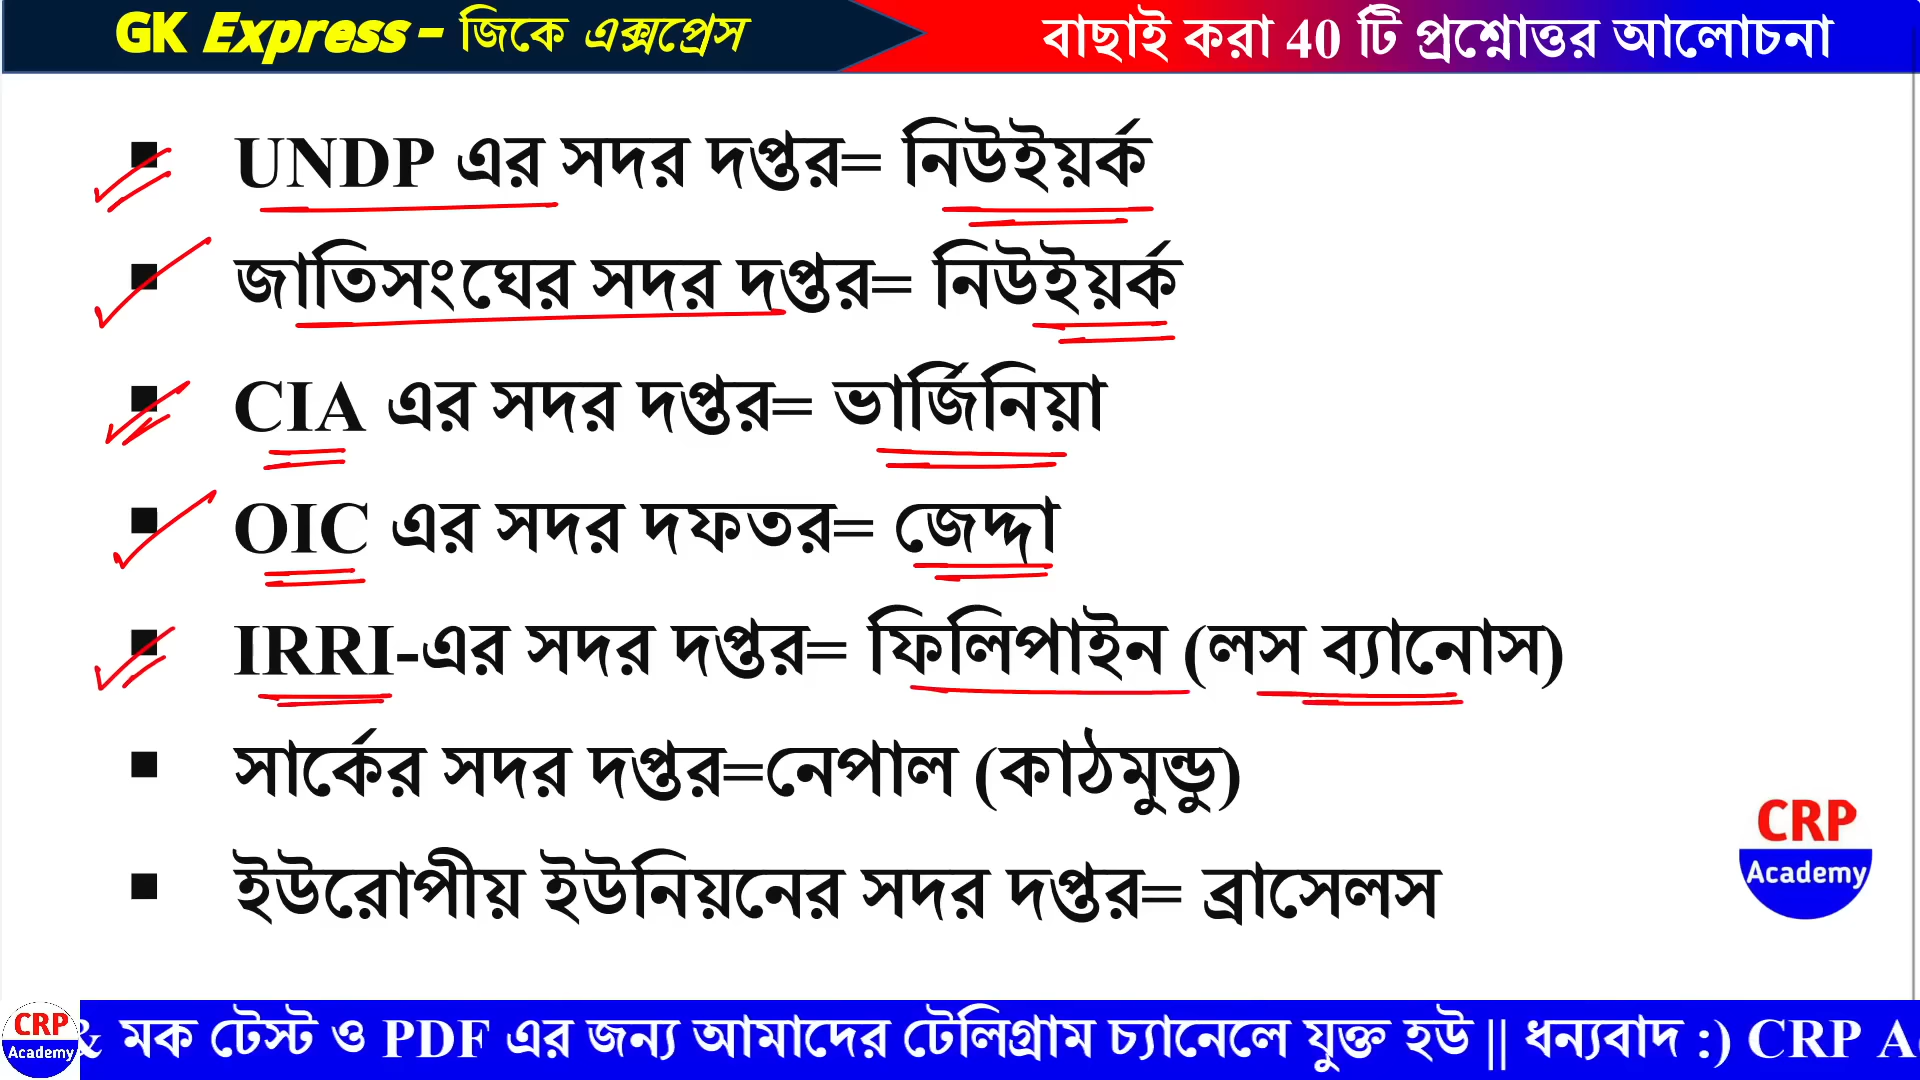 GK Express - জিকে এক্সপ্রেস
বাছাই করা 40 টি প্রশ্নোত্তর আলোচনা
▪ UNDP এর সদর দপ্তর= নিউইয়র্ক
▪ জাতিসংঘের সদর দপ্তর= নিউইয়র্ক
▪ CIA এর সদর দপ্তর= ভার্জিনিয়া
▪ OIC এর সদর দফতর= জেদ্দা
▪ IRRI-এর সদর দপ্তর= ফিলিপাইন (লস ব্যানোস)
▪ সার্কের সদর দপ্তর=নেপাল (কাঠমুন্ডু)
▪ ইউরোপীয় ইউনিয়নের সদর দপ্তর= ব্রাসেলস
CRP
Academy
CRP
Academy
& মক টেস্ট ও PDF এর জন্য আমাদের টেলিগ্রাম চ্যানেলে যুক্ত হউ || ধন্যবাদ :) CRP A